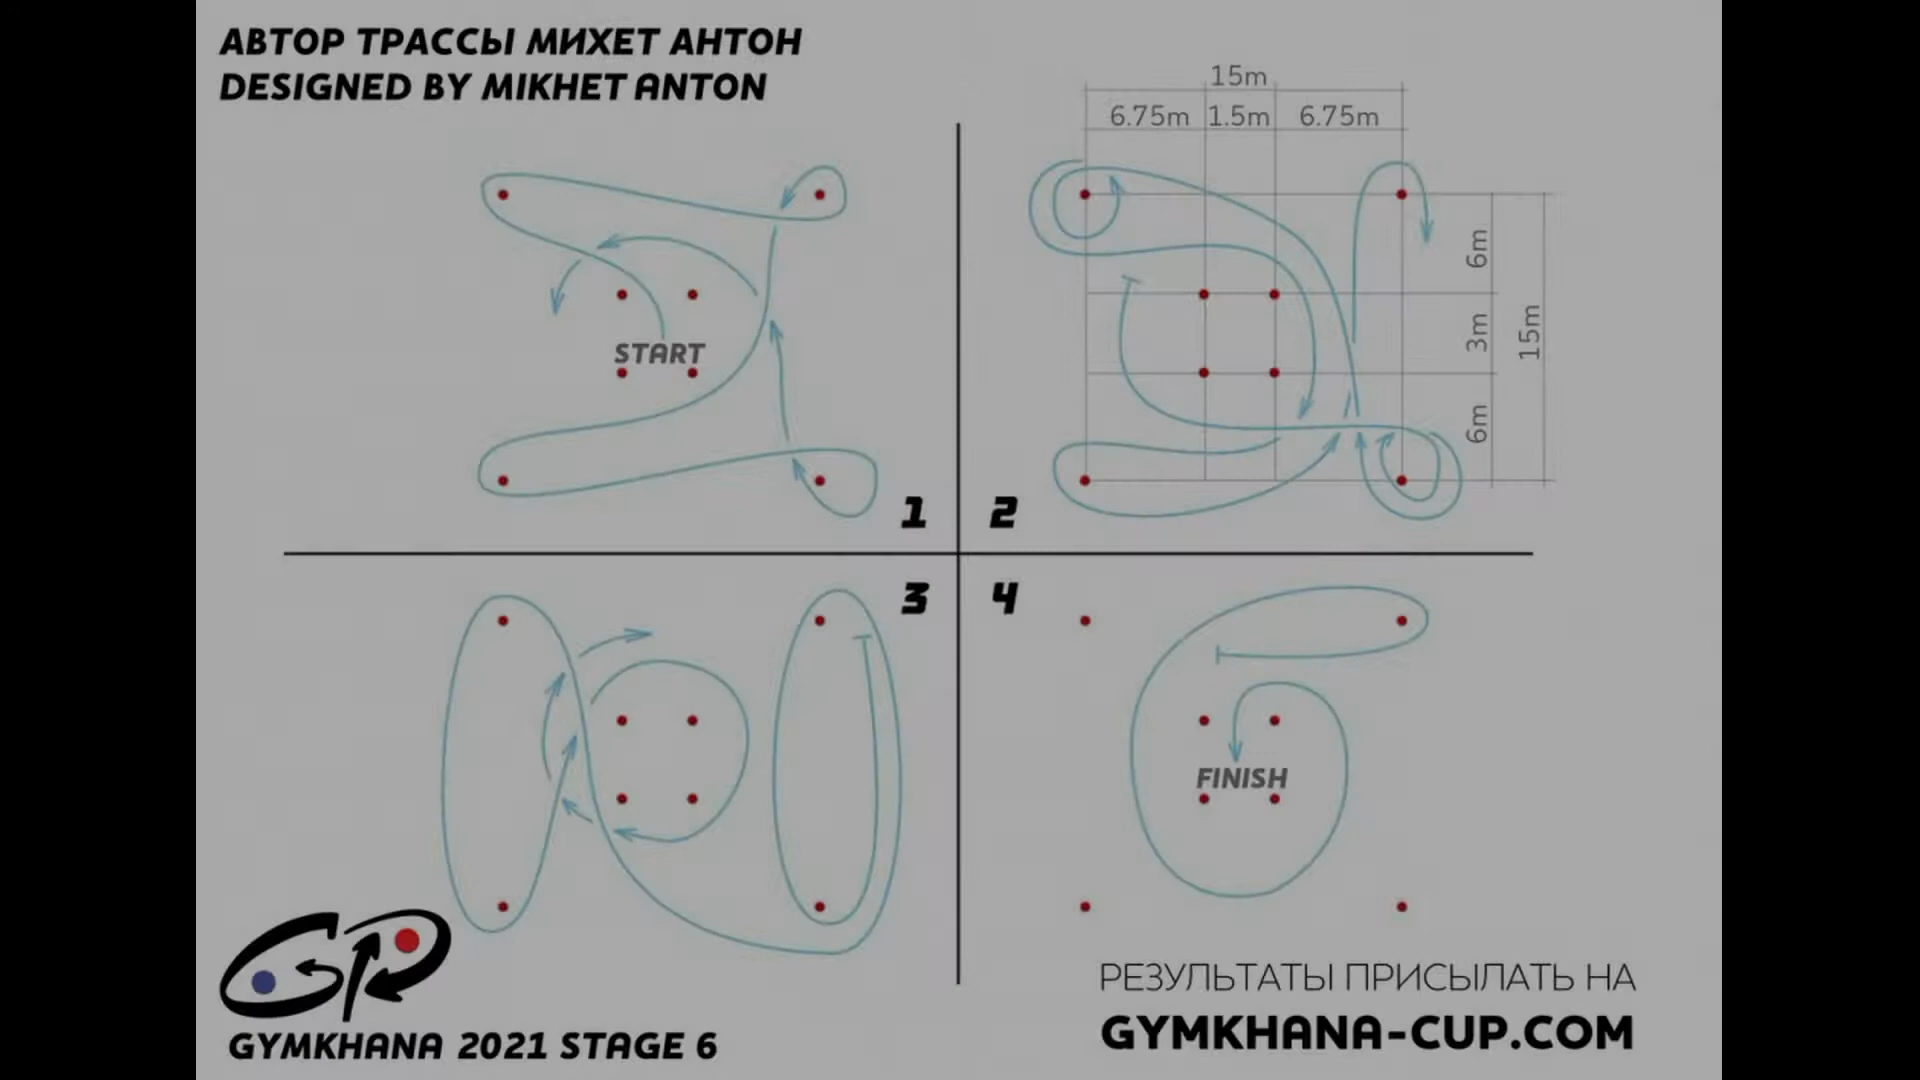 АВТОР ТРАССЫ МИХЕТ АНТОН
DESIGNED BY MIKHET ANTON
15m
6.75m 1.5m 6.75m
6m
3m
15m
6m
START
1 2
3 4
FINISH
GP
GYMKHANA 2021 STAGE 6
РЕЗУЛЬТАТЫ ПРИСЫЛАТЬ НА
GYMKHANA-CUP.COM